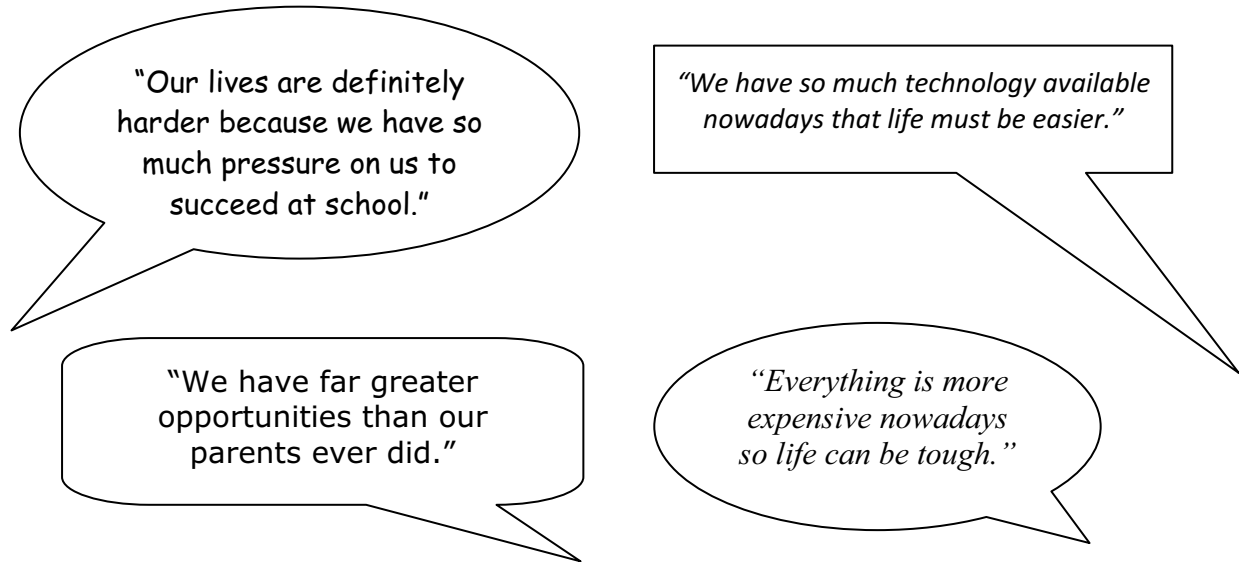 “Our lives are definitely
harder because we have so
much pressure on us to
succeed at school.”
“We have so much technology available
nowadays that life must be easier.”
“We have far greater
opportunities than our
parents ever did.”
“Everything is more
expensive nowadays
so life can be tough.”